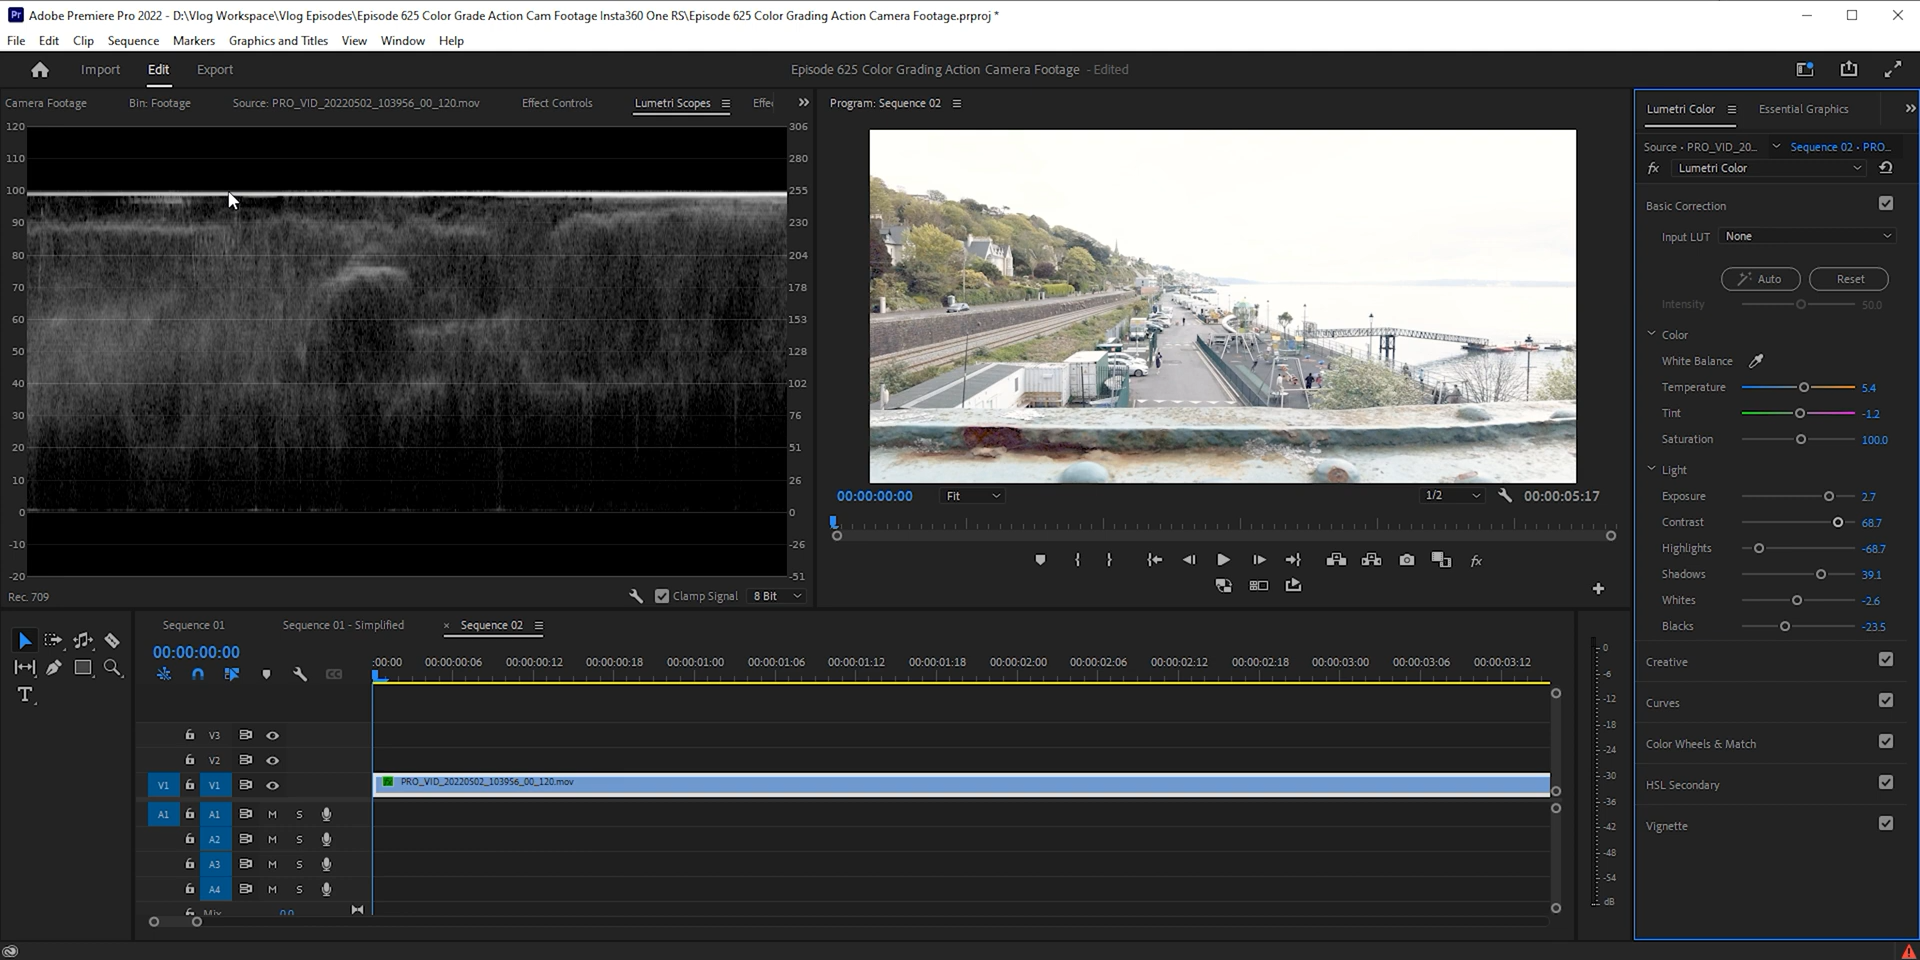 Adobe Premiere Pro 2022 - D:\Vlog Workspace\Vlog Episodes\Episode 625 Color Grade Action Cam Footage Insta360 One RS\Episode 625 Color Grading Action Camera Footage.prproj *
File Edit Clip Sequence Markers Graphics and Titles View Window Help
Import Edit Export
Episode 625 Color Grading Action Camera Footage - Edited
Camera Footage Bin: Footage Source: PRO_VID_20220502_103956_00_120.mov Effect Controls Lumetri Scopes Effec
120 306
110 280
100 255
90 230
80 204
70 178
60 153
50 128
40 102
30 76
20 51
10 26
0 0
-10 -26
-20 -51
Rec. 709 Clamp Signal 8 Bit
Program: Sequence 02
00:00:00:00 Fit 1/2 00:00:05:17
fx
Lumetri Color Essential Graphics
Source • PRO_VID_20... Sequence 02 • PRO...
fx Lumetri Color
Basic Correction
Input LUT None
Auto Reset
Intensity 50.0
Color
White Balance
Temperature 5.4
Tint -1.2
Saturation 100.0
Light
Exposure 2.7
Contrast 68.7
Highlights -68.7
Shadows 39.1
Whites -2.6
Blacks -23.5
Creative
Curves
Color Wheels & Match
HSL Secondary
Vignette
Sequence 01 Sequence 01 - Simplified × Sequence 02
00:00:00:00
:00:00 00:00:00:06 00:00:00:12 00:00:00:18 00:00:01:00 00:00:01:06 00:00:01:12 00:00:01:18 00:00:02:00 00:00:02:06 00:00:02:12 00:00:02:18 00:00:03:00 00:00:03:06 00:00:03:12
CC
T
V3
V2
V1 V1 fx PRO_VID_20220502_103956_00_120.mov
A1 A1 M S
A2 M S
A3 M S
A4 M S
Mix 0.0
0
-6
-12
-18
-24
-30
-36
-42
-48
-54
dB